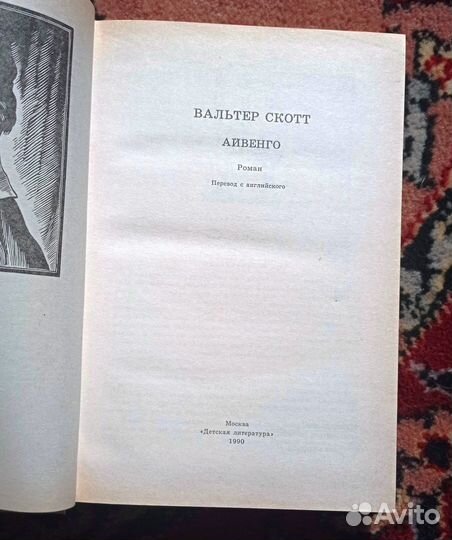 ВАЛЬТЕР СКОТТ
АЙВЕНГО
Роман
Перевод с английского
Москва
«Детская литература»
1990
Avito